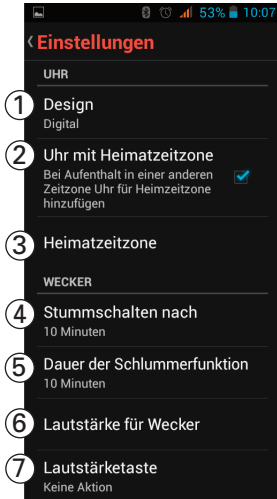 53% 10:07
Einstellungen
UHR
1 Design
Digital
2 Uhr mit Heimatzeitzone
Bei Aufenthalt in einer anderen
Zeitzone Uhr für Heimzeitzone
hinzufügen
3 Heimatzeitzone
WECKER
4 Stummschalten nach
10 Minuten
5 Dauer der Schlummerfunktion
10 Minuten
6 Lautstärke für Wecker
7 Lautstärketaste
Keine Aktion